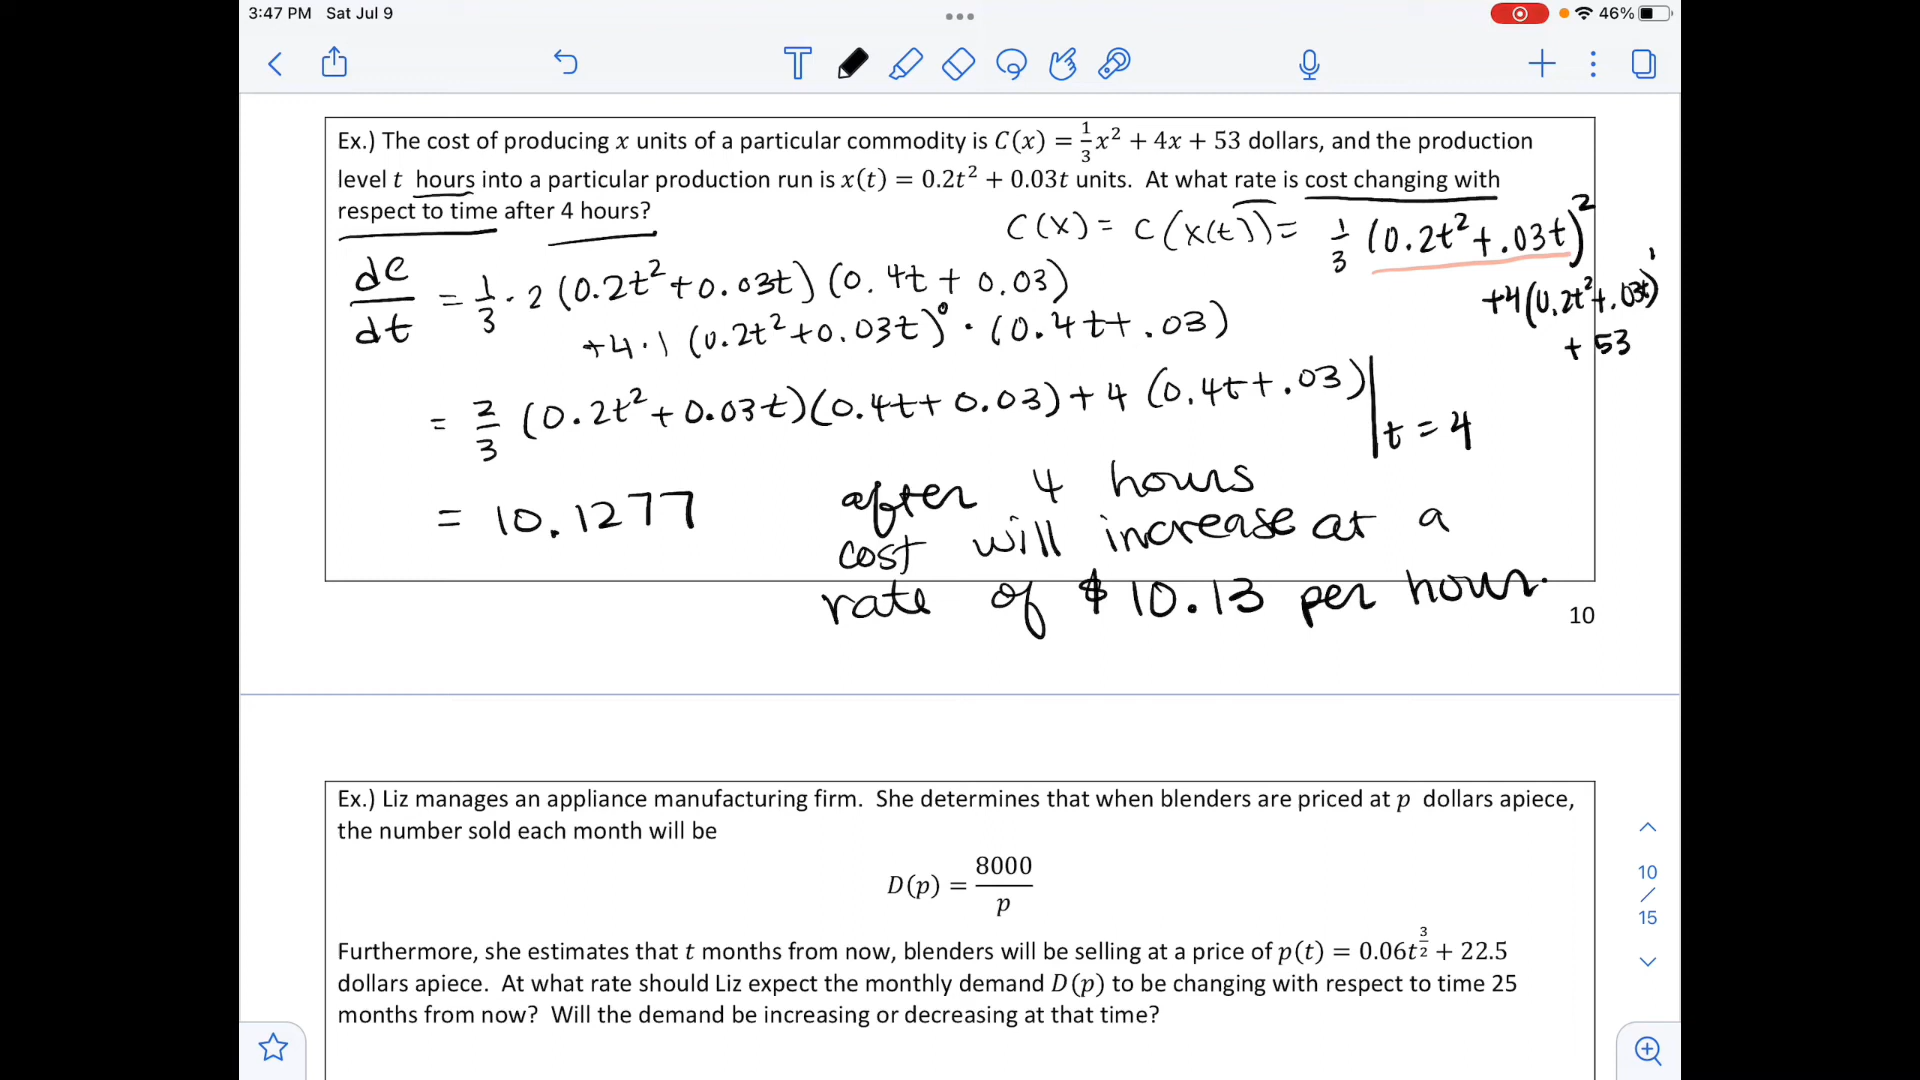 3:47 PM Sat Jul 9
46%
T
Ex.) The cost of producing x units of a particular commodity is C(x) = 1/3 x² + 4x + 53 dollars, and the production
level t hours into a particular production run is x(t) = 0.2t² + 0.03t units. At what rate is cost changing with
respect to time after 4 hours?
C(x) = C(x(t)) = 1/3 (0.2t² + .03t)²
+4(0.2t² + .03t)¹
+ 53
dc/dt = 1/3 · 2 (0.2t² + 0.03t) (0.4t + 0.03)
+4 · 1 (0.2t² + 0.03t)⁰ · (0.4t + .03)
= 2/3 (0.2t² + 0.03t)(0.4t + 0.03) + 4 (0.4t + .03) | t = 4
= 10.1277
after 4 hours
cost will increase at a
rate of $10.13 per hour.
10
Ex.) Liz manages an appliance manufacturing firm. She determines that when blenders are priced at p dollars apiece,
the number sold each month will be
D(p) = 8000/p
Furthermore, she estimates that t months from now, blenders will be selling at a price of p(t) = 0.06t^(3/2) + 22.5
dollars apiece. At what rate should Liz expect the monthly demand D(p) to be changing with respect to time 25
months from now? Will the demand be increasing or decreasing at that time?
10
/
15